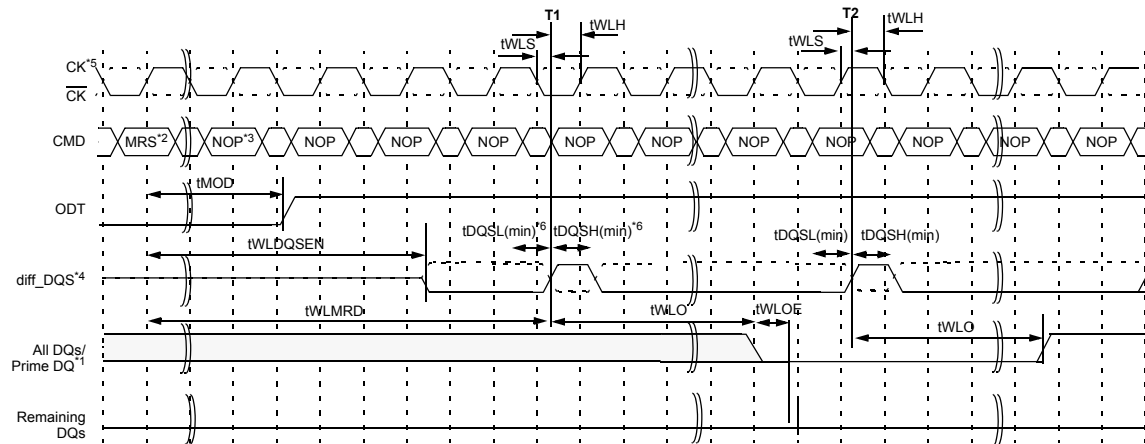 T1 T2
tWLH tWLH
tWLS tWLS
CK*5
CK
CMD MRS*2 NOP*3 NOP NOP NOP NOP NOP NOP NOP NOP NOP NOP
tMOD
ODT
tWLDQSEN tDQSL(min)*6 tDQSH(min)*6 tDQSL(min) tDQSH(min)
diff_DQS*4
tWLMRD tWLO tWLOE tWLO
All DQs/
Prime DQ*1
Remaining
DQs